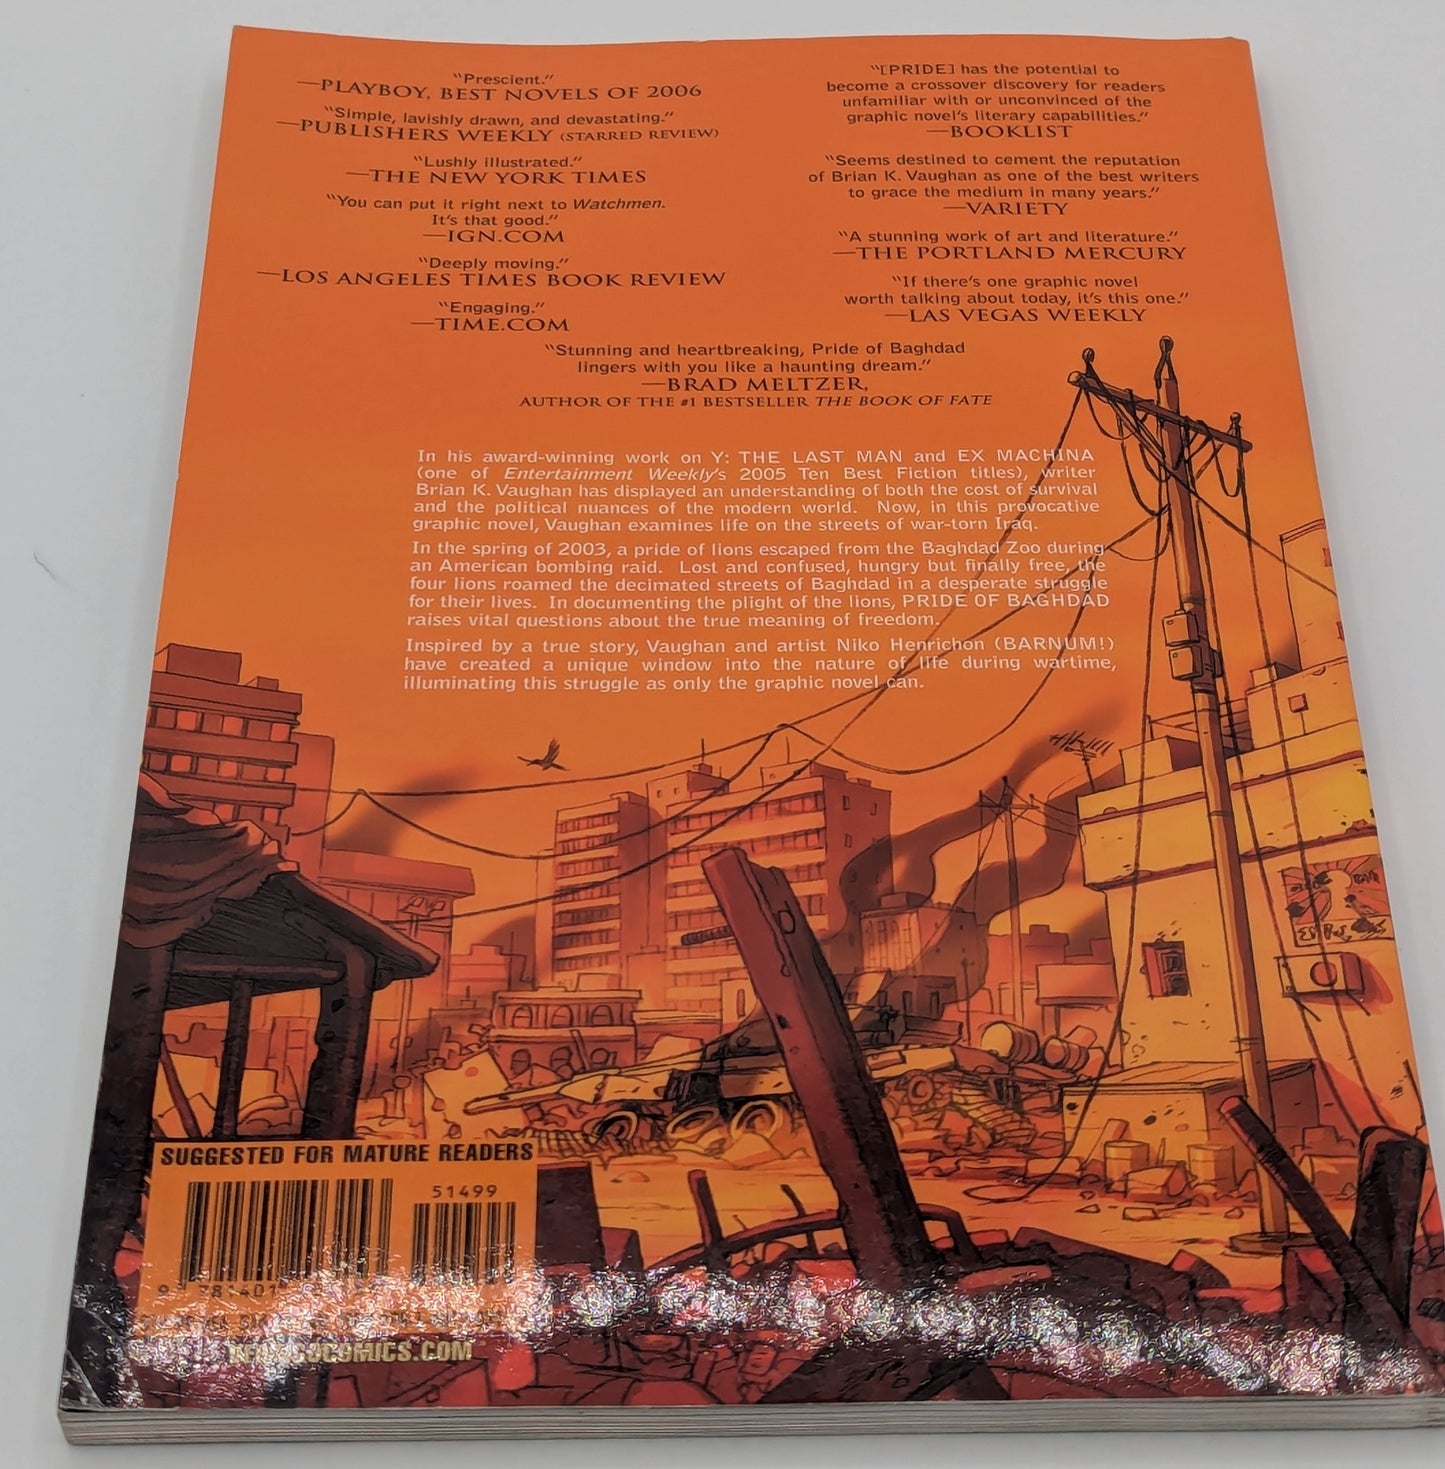 “Prescient.”
—PLAYBOY, BEST NOVELS OF 2006
“Simple, lavishly drawn, and devastating.”
—PUBLISHERS WEEKLY (STARRED REVIEW)
“Lushly illustrated.”
—THE NEW YORK TIMES
“You can put it right next to Watchmen.
It’s that good.”
—IGN.COM
“Deeply moving.”
—LOS ANGELES TIMES BOOK REVIEW
“Engaging.”
—TIME.COM
“[PRIDE] has the potential to
become a crossover discovery for readers
unfamiliar with or unconvinced of the
graphic novel’s literary capabilities.”
—BOOKLIST
“Seems destined to cement the reputation
of Brian K. Vaughan as one of the best writers
to grace the medium in many years.”
—VARIETY
“A stunning work of art and literature.”
—THE PORTLAND MERCURY
“If there’s one graphic novel
worth talking about today, it’s this one.”
—LAS VEGAS WEEKLY
“Stunning and heartbreaking, Pride of Baghdad
lingers with you like a haunting dream.”
—BRAD MELTZER,
AUTHOR OF THE #1 BESTSELLER THE BOOK OF FATE
In his award-winning work on Y: THE LAST MAN and EX MACHINA
(one of Entertainment Weekly’s 2005 Ten Best Fiction titles), writer
Brian K. Vaughan has displayed an understanding of both the cost of survival
and the political nuances of the modern world. Now, in this provocative
graphic novel, Vaughan examines life on the streets of war-torn Iraq.
In the spring of 2003, a pride of lions escaped from the Baghdad Zoo during
an American bombing raid. Lost and confused, hungry but finally free, the
four lions roamed the decimated streets of Baghdad in a desperate struggle
for their lives. In documenting the plight of the lions, PRIDE OF BAGHDAD
raises vital questions about the true meaning of freedom.
Inspired by a true story, Vaughan and artist Niko Henrichon (BARNUM!)
have created a unique window into the nature of life during wartime,
illuminating this struggle as only the graphic novel can.
SUGGESTED FOR MATURE READERS
51499
9 781401